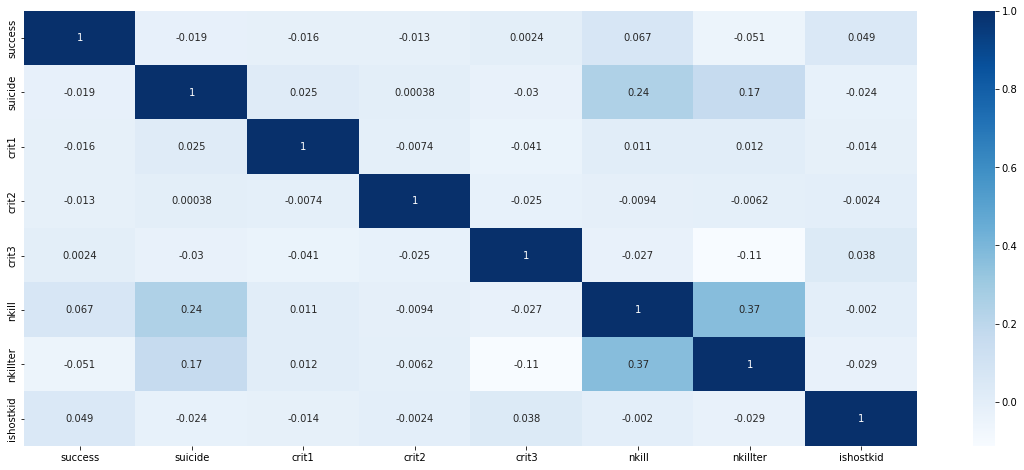 success 1 -0.019 -0.016 -0.013 0.0024 0.067 -0.051 0.049
suicide -0.019 1 0.025 0.00038 -0.03 0.24 0.17 -0.024
crit1 -0.016 0.025 1 -0.0074 -0.041 0.011 0.012 -0.014
crit2 -0.013 0.00038 -0.0074 1 -0.025 -0.0094 -0.0062 -0.0024
crit3 0.0024 -0.03 -0.041 -0.025 1 -0.027 -0.11 0.038
nkill 0.067 0.24 0.011 -0.0094 -0.027 1 0.37 -0.002
nkillter -0.051 0.17 0.012 -0.0062 -0.11 0.37 1 -0.029
ishostkid 0.049 -0.024 -0.014 -0.0024 0.038 -0.002 -0.029 1
success suicide crit1 crit2 crit3 nkill nkillter ishostkid
1.0
0.8
0.6
0.4
0.2
0.0